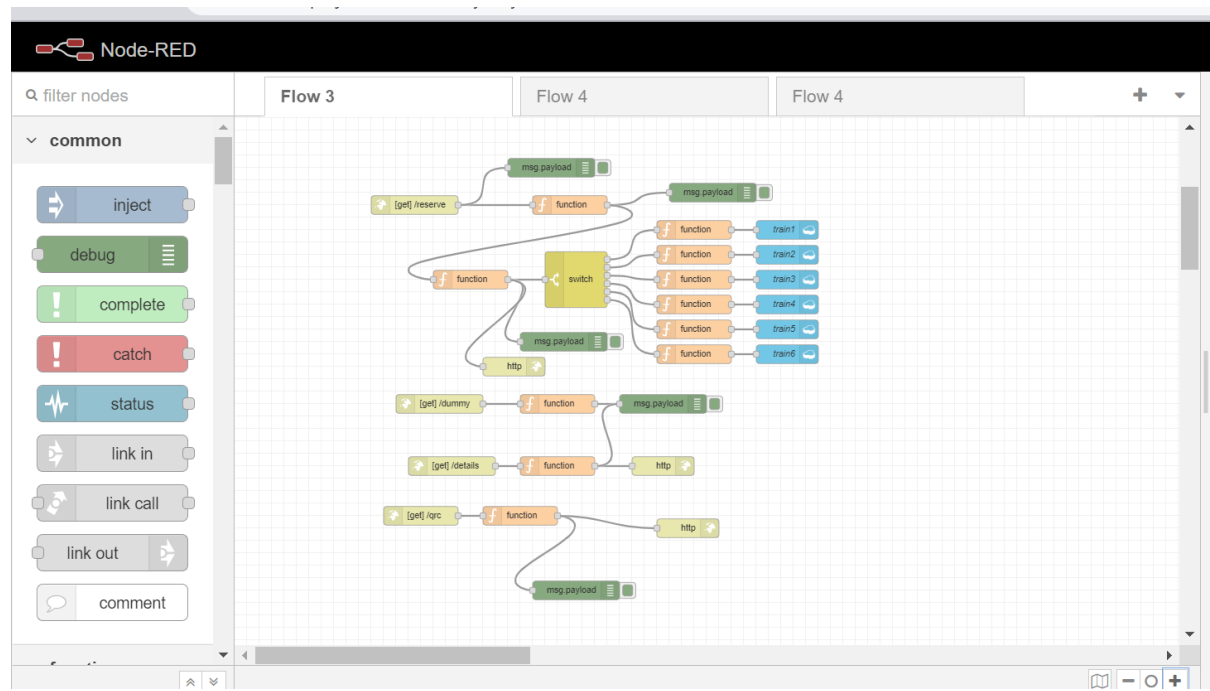 Node-RED
filter nodes
Flow 3
Flow 4
Flow 4
common
inject
debug
complete
catch
status
link in
link call
link out
comment
msg.payload
msg.payload
[get] /reserve
function
function
train1
function
train2
function
switch
function
train3
function
train4
function
train5
msg.payload
function
train6
http
[get] /dummy
function
msg.payload
[get] /details
function
http
[get] /qrc
function
http
msg.payload